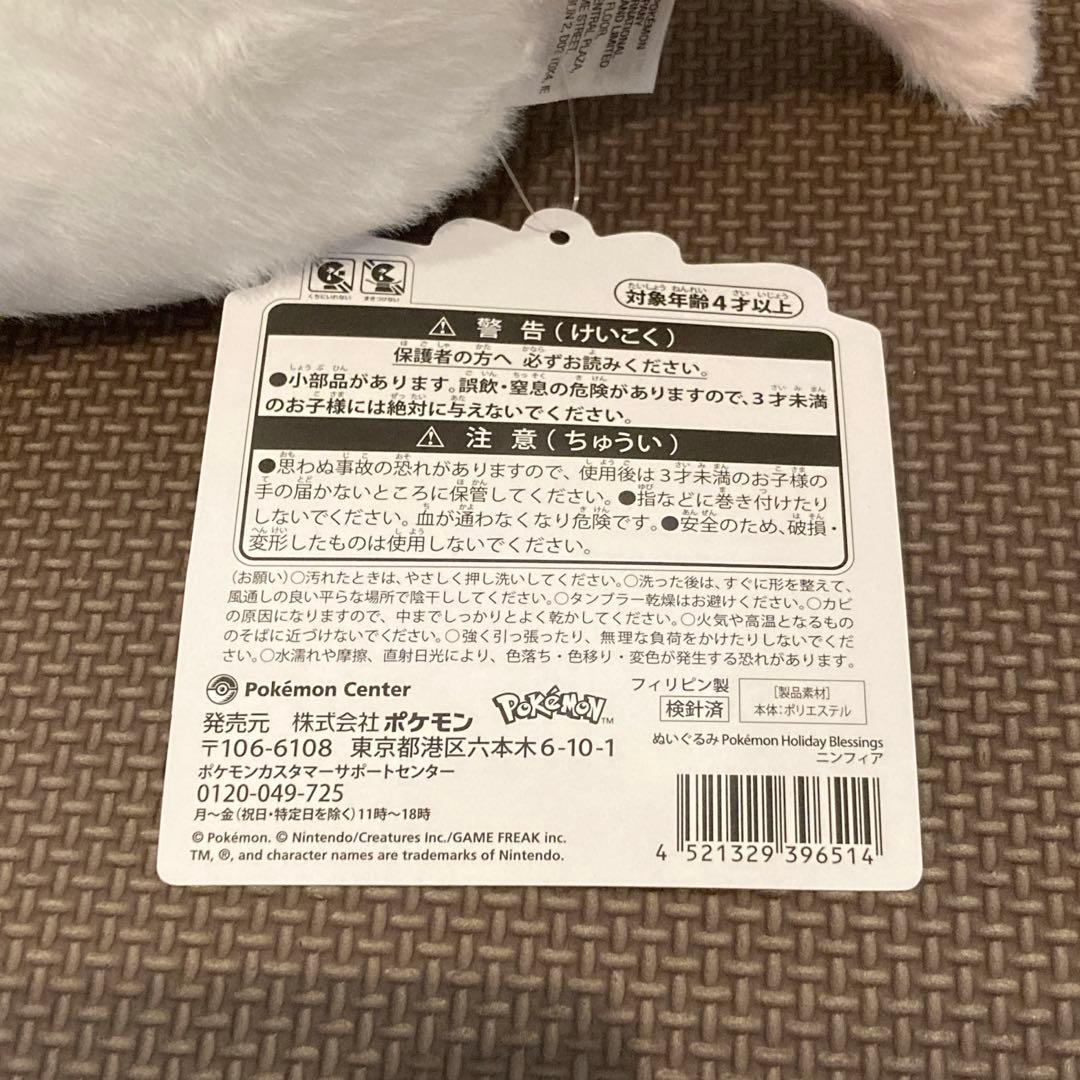 POKÉMON
RNATIONAL
AND LIMITED
FLOOR,
ENTRAL PLAZA,
E STREET,
くちにいれない
まきつけない
対象年齢4才以上
⚠ 警告(けいこく)
保護者の方へ 必ずお読みください。
●小部品があります。誤飲・窒息の危険がありますので、3才未満
のお子様には絶対に与えないでください。
⚠ 注意(ちゅうい)
●思わぬ事故の恐れがありますので、使用後は3才未満のお子様の
手の届かないところに保管してください。●指などに巻き付けたり
しないでください。血が通わなくなり危険です。●安全のため、破損・
変形したものは使用しないでください。
(お願い)○汚れたときは、やさしく押し洗いしてください。○洗った後は、すぐに形を整えて、
風通しの良い平らな場所で陰干ししてください。○タンブラー乾燥はお避けください。○カビ
の原因になりますので、中までしっかりとよく乾かしてください。○火気や高温となるもの
のそばに近づけないでください。○強く引っ張ったり、無理な負荷をかけたりしないでくだ
さい。○水濡れや摩擦、直射日光により、色落ち・色移り・変色が発生する恐れがあります。
Pokémon Center
POKéMON™
フィリピン製
検針済
[製品素材]
本体:ポリエステル
発売元 株式会社ポケモン
〒106-6108 東京都港区六本木6-10-1
ポケモンカスタマーサポートセンター
0120-049-725
月〜金(祝日・特定日を除く)11時〜18時
© Pokémon. © Nintendo/Creatures Inc./GAME FREAK inc.
TM, ®, and character names are trademarks of Nintendo.
ぬいぐるみ Pokémon Holiday Blessings
ニンフィア
4 521329 396514